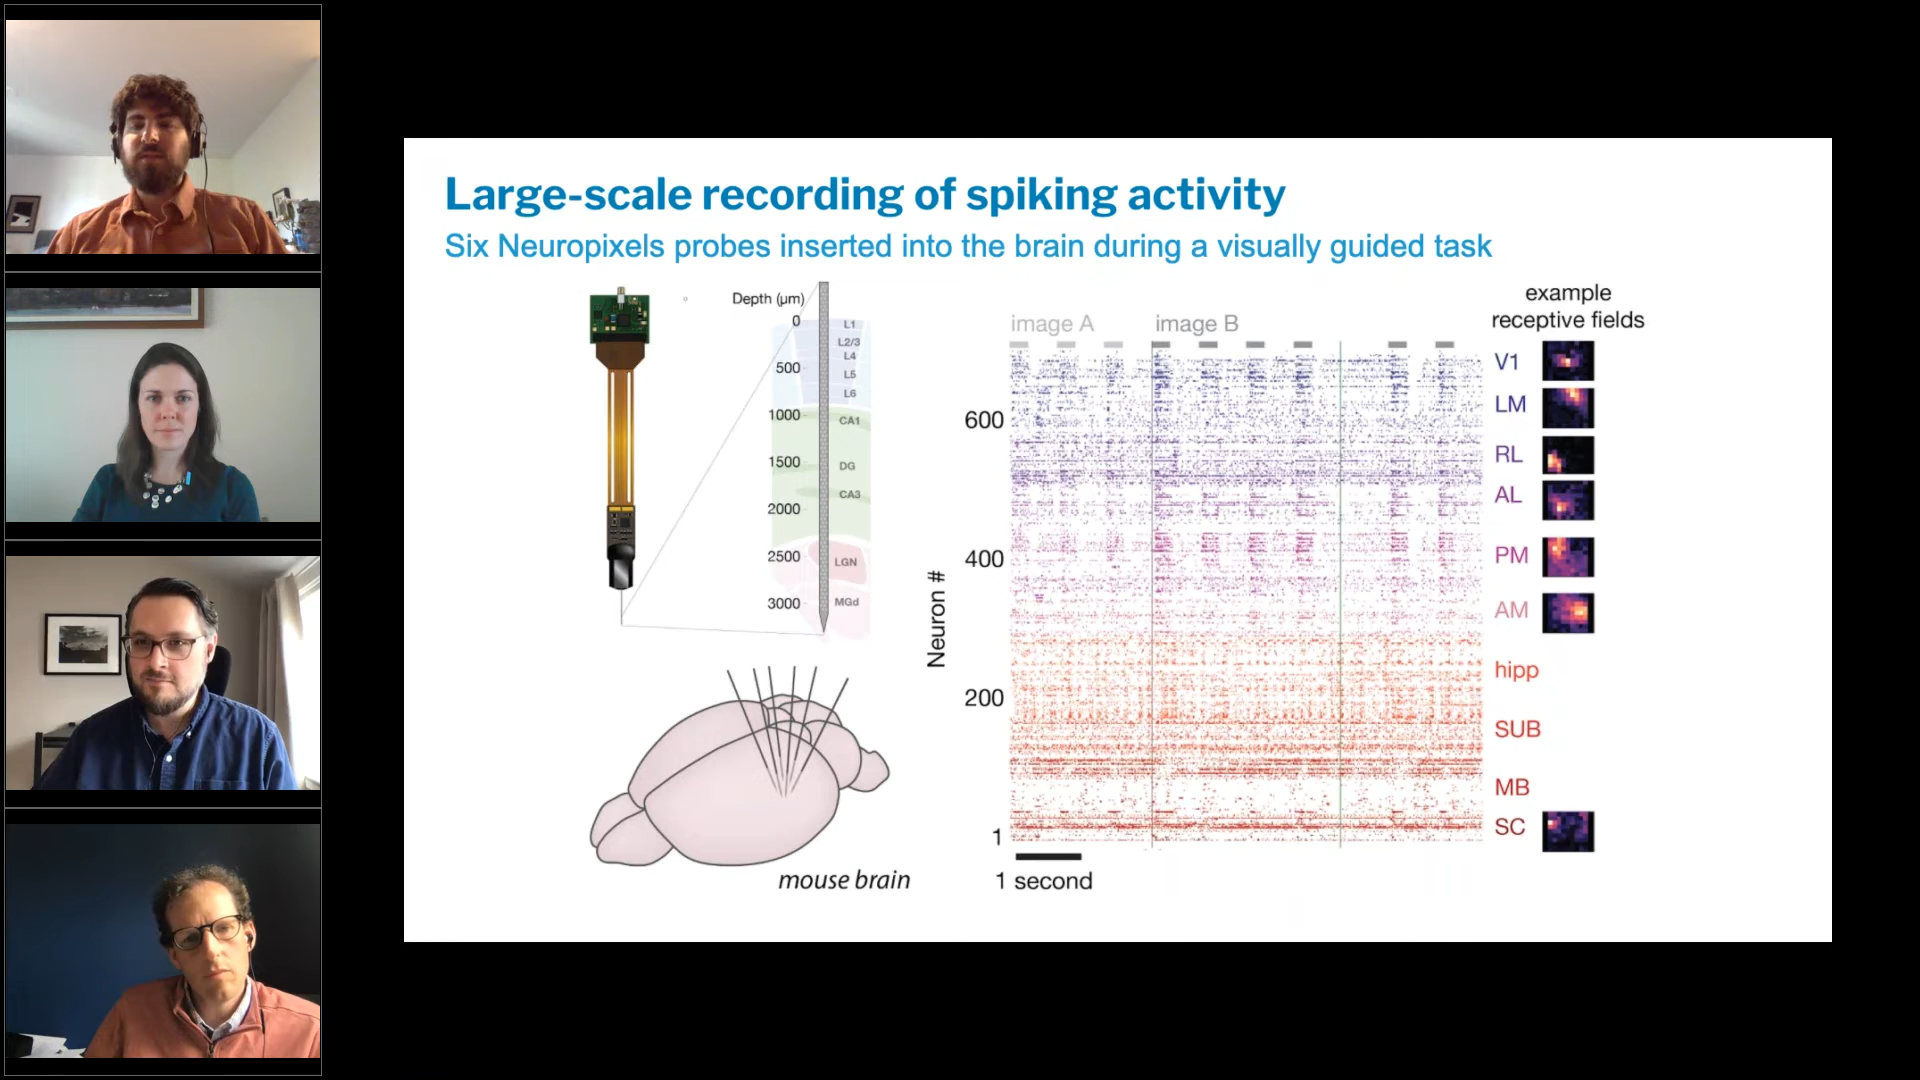 Large-scale recording of spiking activity
Six Neuropixels probes inserted into the brain during a visually guided task
Depth (µm)
0
500
1000
1500
2000
2500
3000
L1
L2/3
L4
L5
L6
CA1
DG
CA3
LGN
MGd
mouse brain
image A
image B
Neuron #
600
400
200
1
1 second
example
receptive fields
V1
LM
RL
AL
PM
AM
hipp
SUB
MB
SC